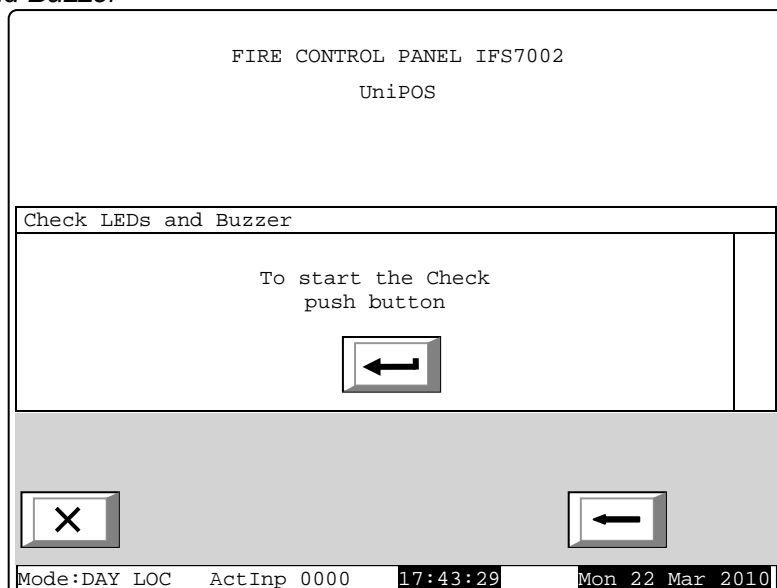 FIRE CONTROL PANEL IFS7002
UniPOS
Check LEDs and Buzzer
To start the Check
push button
Mode:DAY LOC ActInp 0000 17:43:29 Mon 22 Mar 2010